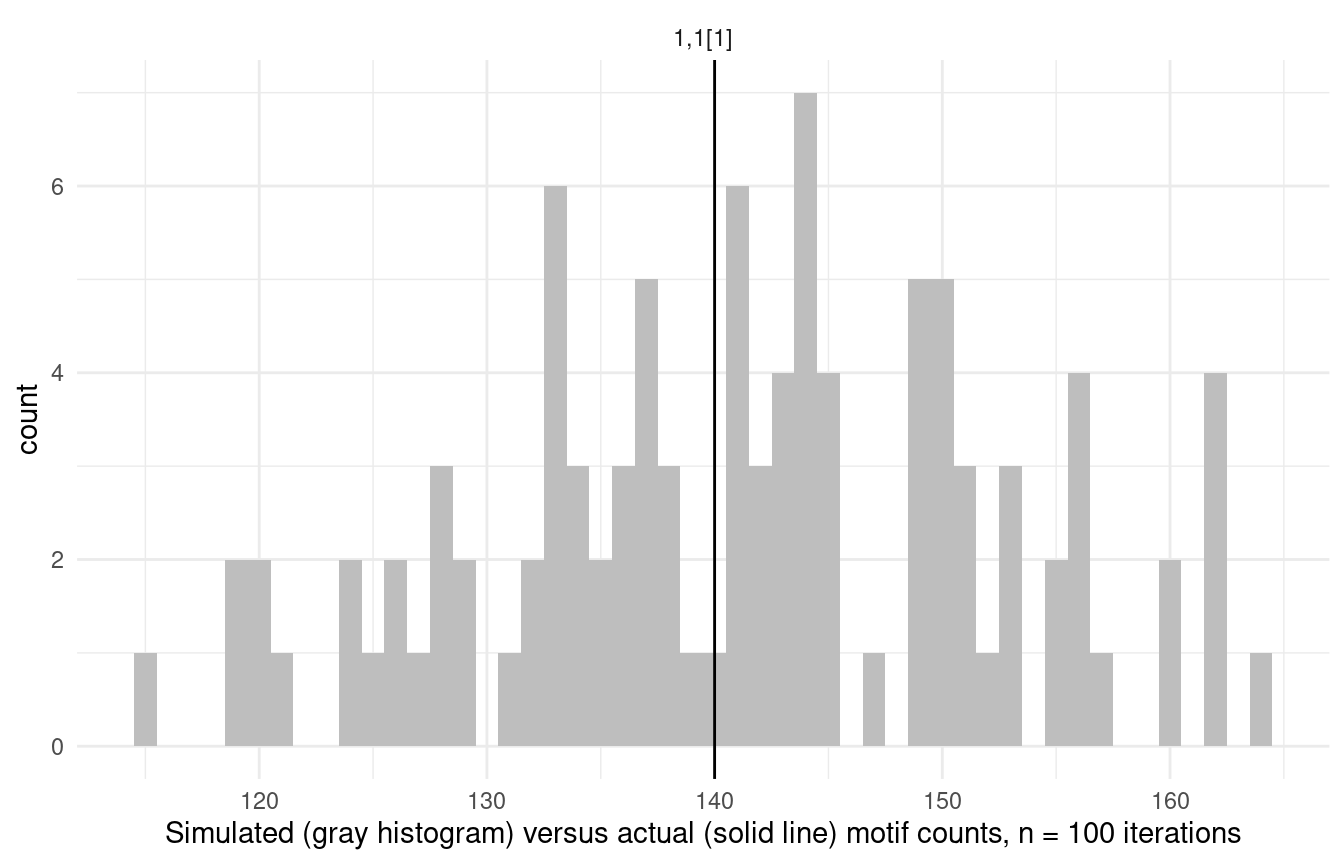 1,1[1]
count
6
4
2
0
120 130 140 150 160
Simulated (gray histogram) versus actual (solid line) motif counts, n = 100 iterations